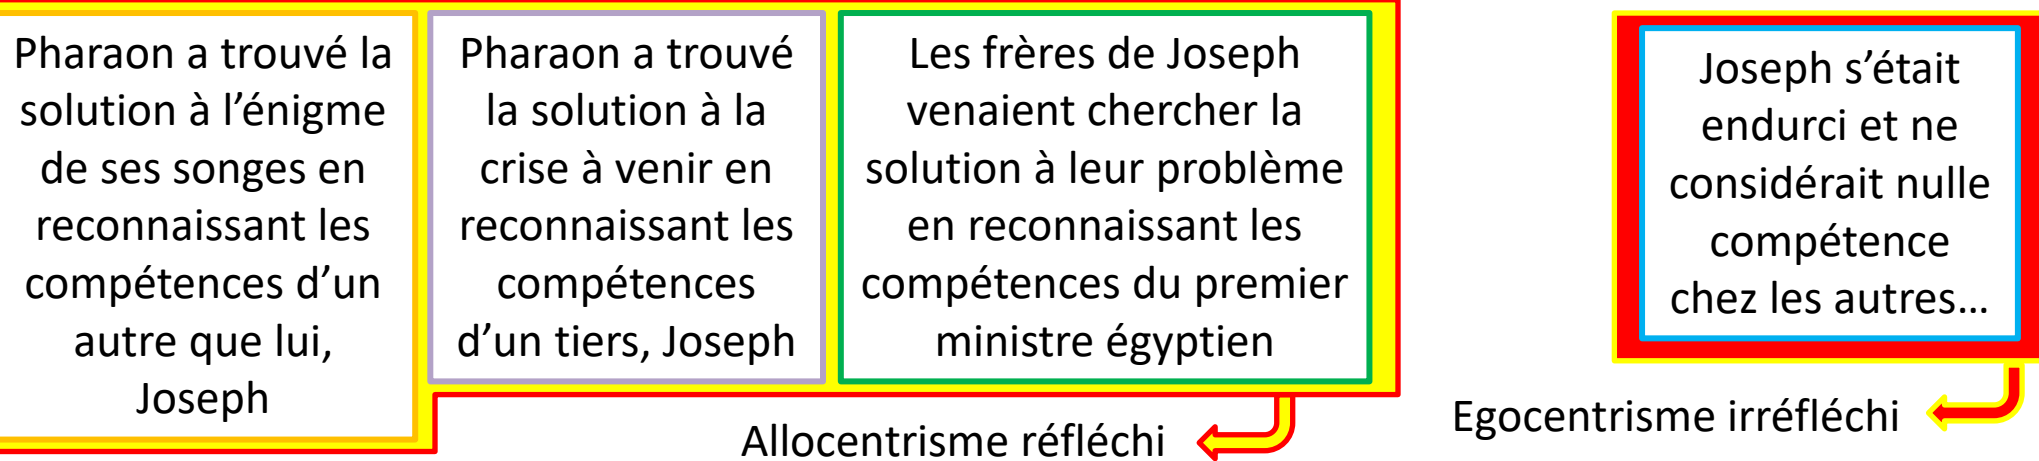 Pharaon a trouvé la
solution à l’énigme
de ses songes en
reconnaissant les
compétences d’un
autre que lui,
Joseph
Pharaon a trouvé
la solution à la
crise à venir en
reconnaissant les
compétences
d’un tiers, Joseph
Les frères de Joseph
venaient chercher la
solution à leur problème
en reconnaissant les
compétences du premier
ministre égyptien
Allocentrisme réfléchi
Joseph s’était
endurci et ne
considérait nulle
compétence
chez les autres…
Egocentrisme irréfléchi